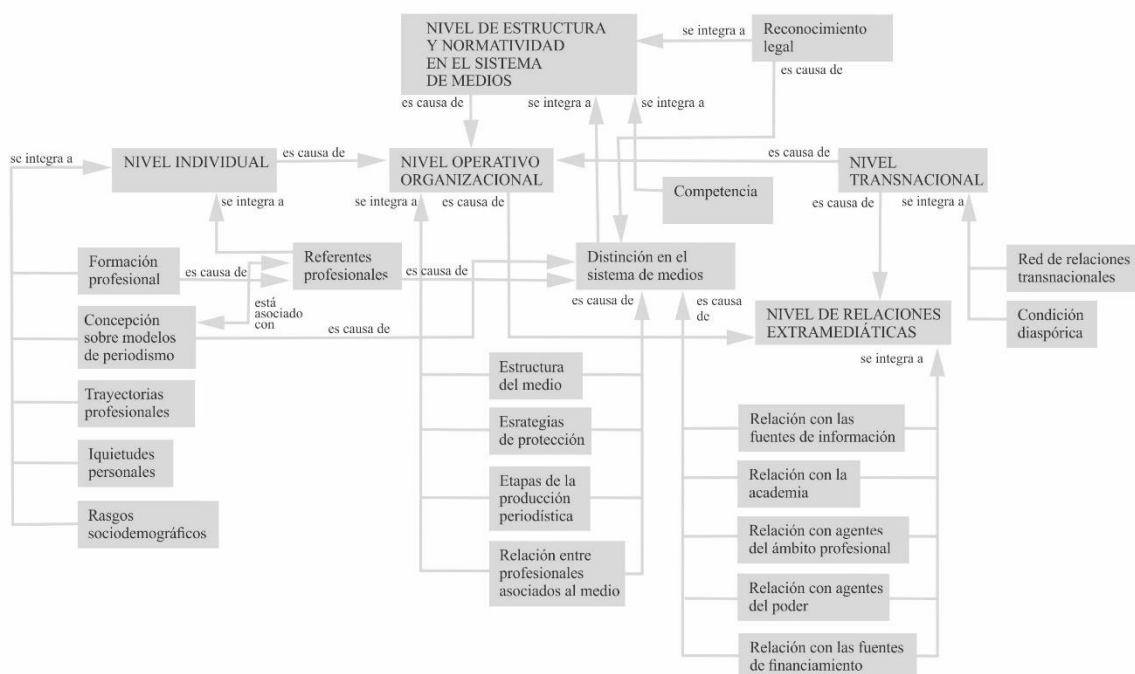 NIVEL DE ESTRUCTURA
Y NORMATIVIDAD
EN EL SISTEMA
DE MEDIOS
se integra a
Reconocimiento
legal
es causa de
es causa de
se integra a
se integra a
se integra a
NIVEL INDIVIDUAL
es causa de
NIVEL OPERATIVO
ORGANIZACIONAL
es causa de
NIVEL
TRANSNACIONAL
se integra a
se integra a
es causa de
Competencia
es causa de
se integra a
Formación
profesional
es causa de
Referentes
profesionales
es causa de
Distinción en el
sistema de medios
Red de relaciones
transnacionales
está
asociado
con
es causa de
es causa
de
Concepción
sobre modelos
de periodismo
es causa de
NIVEL DE RELACIONES
EXTRAMEDIÁTICAS
Condición
diaspórica
se integra a
Trayectorias
profesionales
Iquietudes
personales
Rasgos
sociodemográficos
Estructura
del medio
Esrategias
de protección
Etapas de la
producción
periodística
Relación entre
profesionales
asociados al medio
Relación con las
fuentes de información
Relación con la
academia
Relación con agentes
del ámbito profesional
Relación con agentes
del poder
Relación con las fuentes
de financiamiento